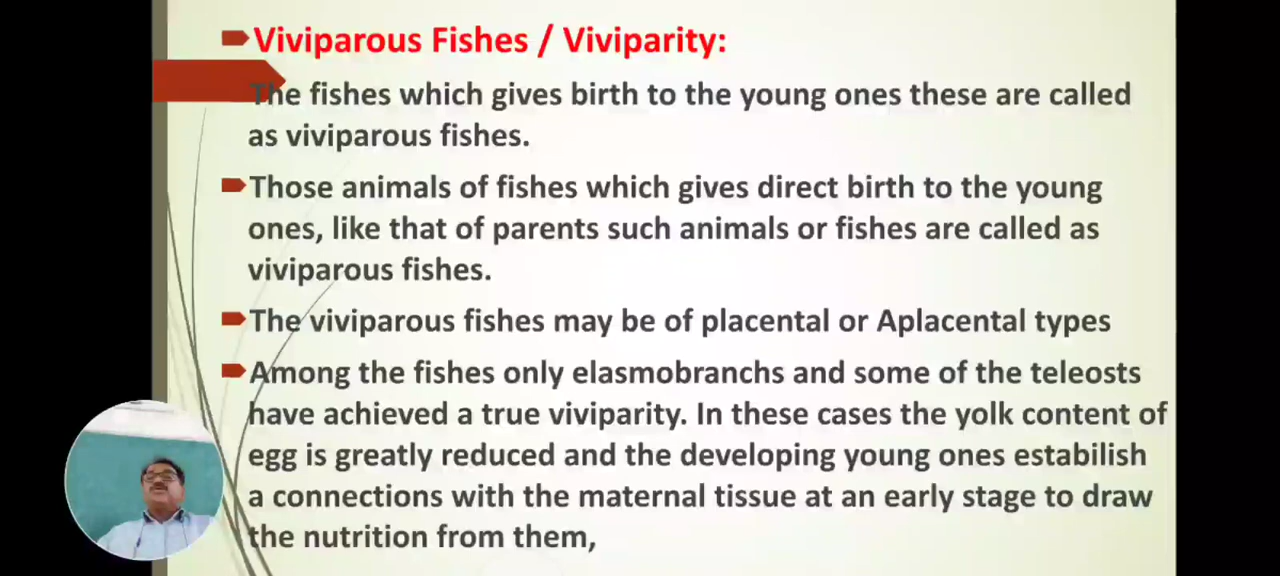 Viviparous Fishes / Viviparity:
The fishes which gives birth to the young ones these are called
as viviparous fishes.
Those animals of fishes which gives direct birth to the young
ones, like that of parents such animals or fishes are called as
viviparous fishes.
The viviparous fishes may be of placental or Aplacental types
Among the fishes only elasmobranchs and some of the teleosts
have achieved a true viviparity. In these cases the yolk content of
egg is greatly reduced and the developing young ones estabilish
a connections with the maternal tissue at an early stage to draw
the nutrition from them,